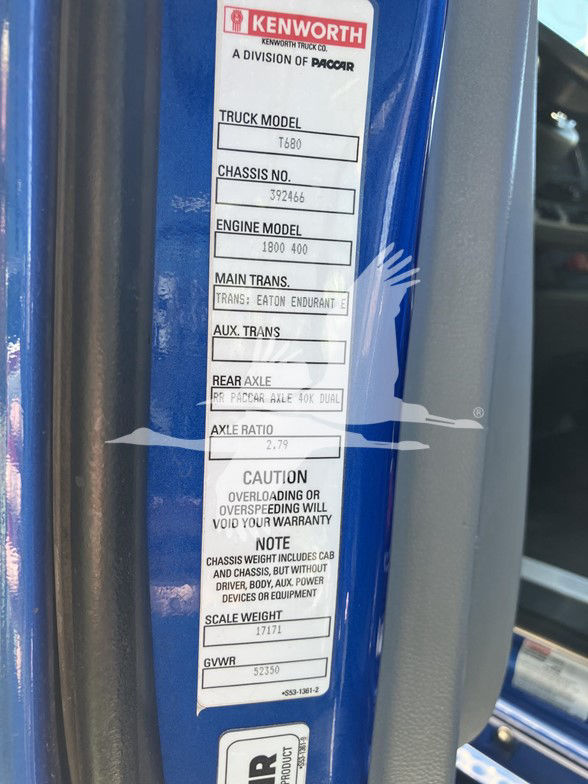 KENWORTH
KENWORTH TRUCK CO.
A DIVISION OF PACCAR
TRUCK MODEL
T680
CHASSIS NO.
392466
ENGINE MODEL
1800 400
MAIN TRANS.
TRANS: EATON ENDURANT E
AUX. TRANS
REAR AXLE
RR PACCAR AXLE 40K DUAL
AXLE RATIO
2.79
CAUTION
OVERLOADING OR
OVERSPEEDING WILL
VOID YOUR WARRANTY
NOTE
CHASSIS WEIGHT INCLUDES CAB
AND CHASSIS, BUT WITHOUT
DRIVER, BODY, AUX. POWER
DEVICES OR EQUIPMENT
SCALE WEIGHT
17171
GVWR
52350
*S53-1361-2
PRODUCT